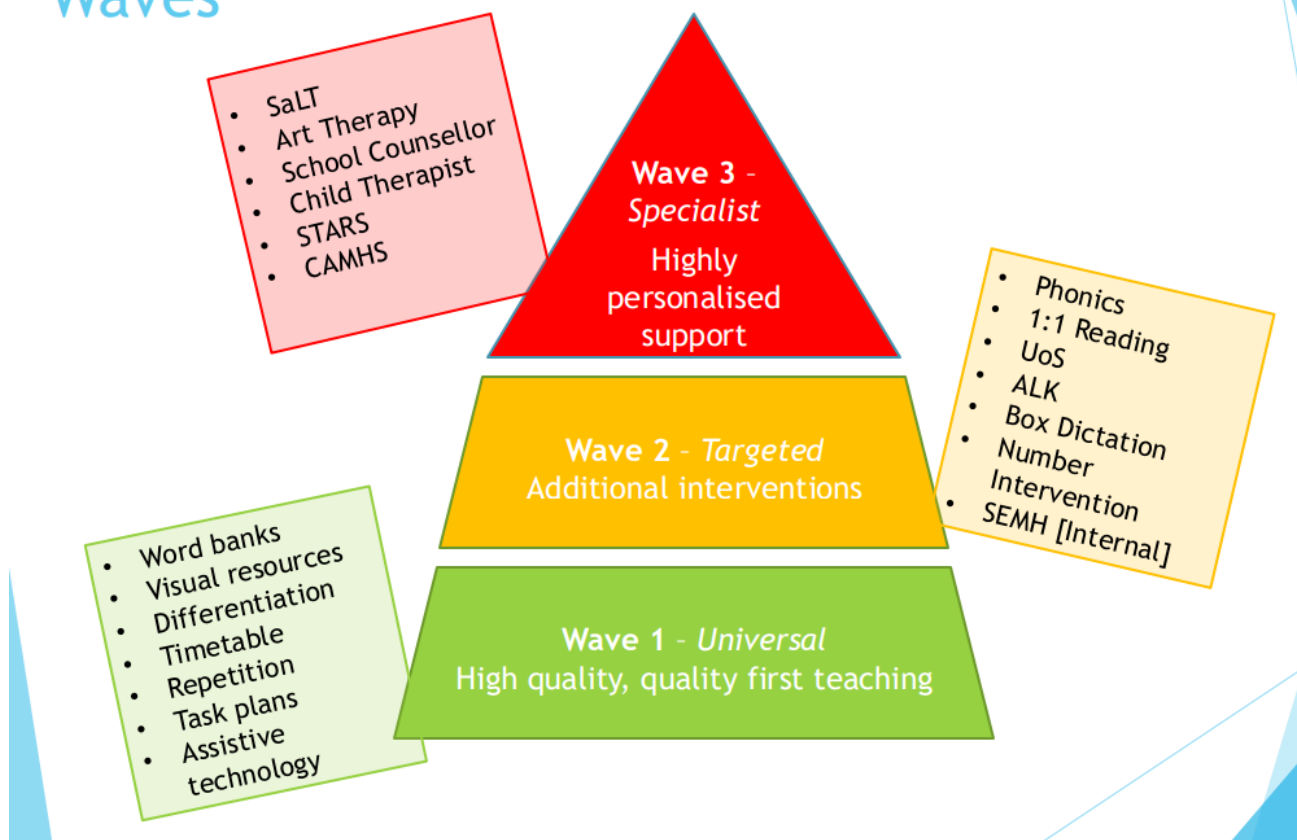 Waves
• SaLT
• Art Therapy
• School Counsellor
• Child Therapist
• STARS
• CAMHS
Wave 3 –
Specialist
Highly
personalised
support
• Phonics
• 1:1 Reading
• UoS
• ALK
• Box Dictation
• Number
Intervention
• SEMH [Internal]
Wave 2 – Targeted
Additional interventions
• Word banks
• Visual resources
• Differentiation
• Timetable
• Repetition
• Task plans
• Assistive
technology
Wave 1 – Universal
High quality, quality first teaching